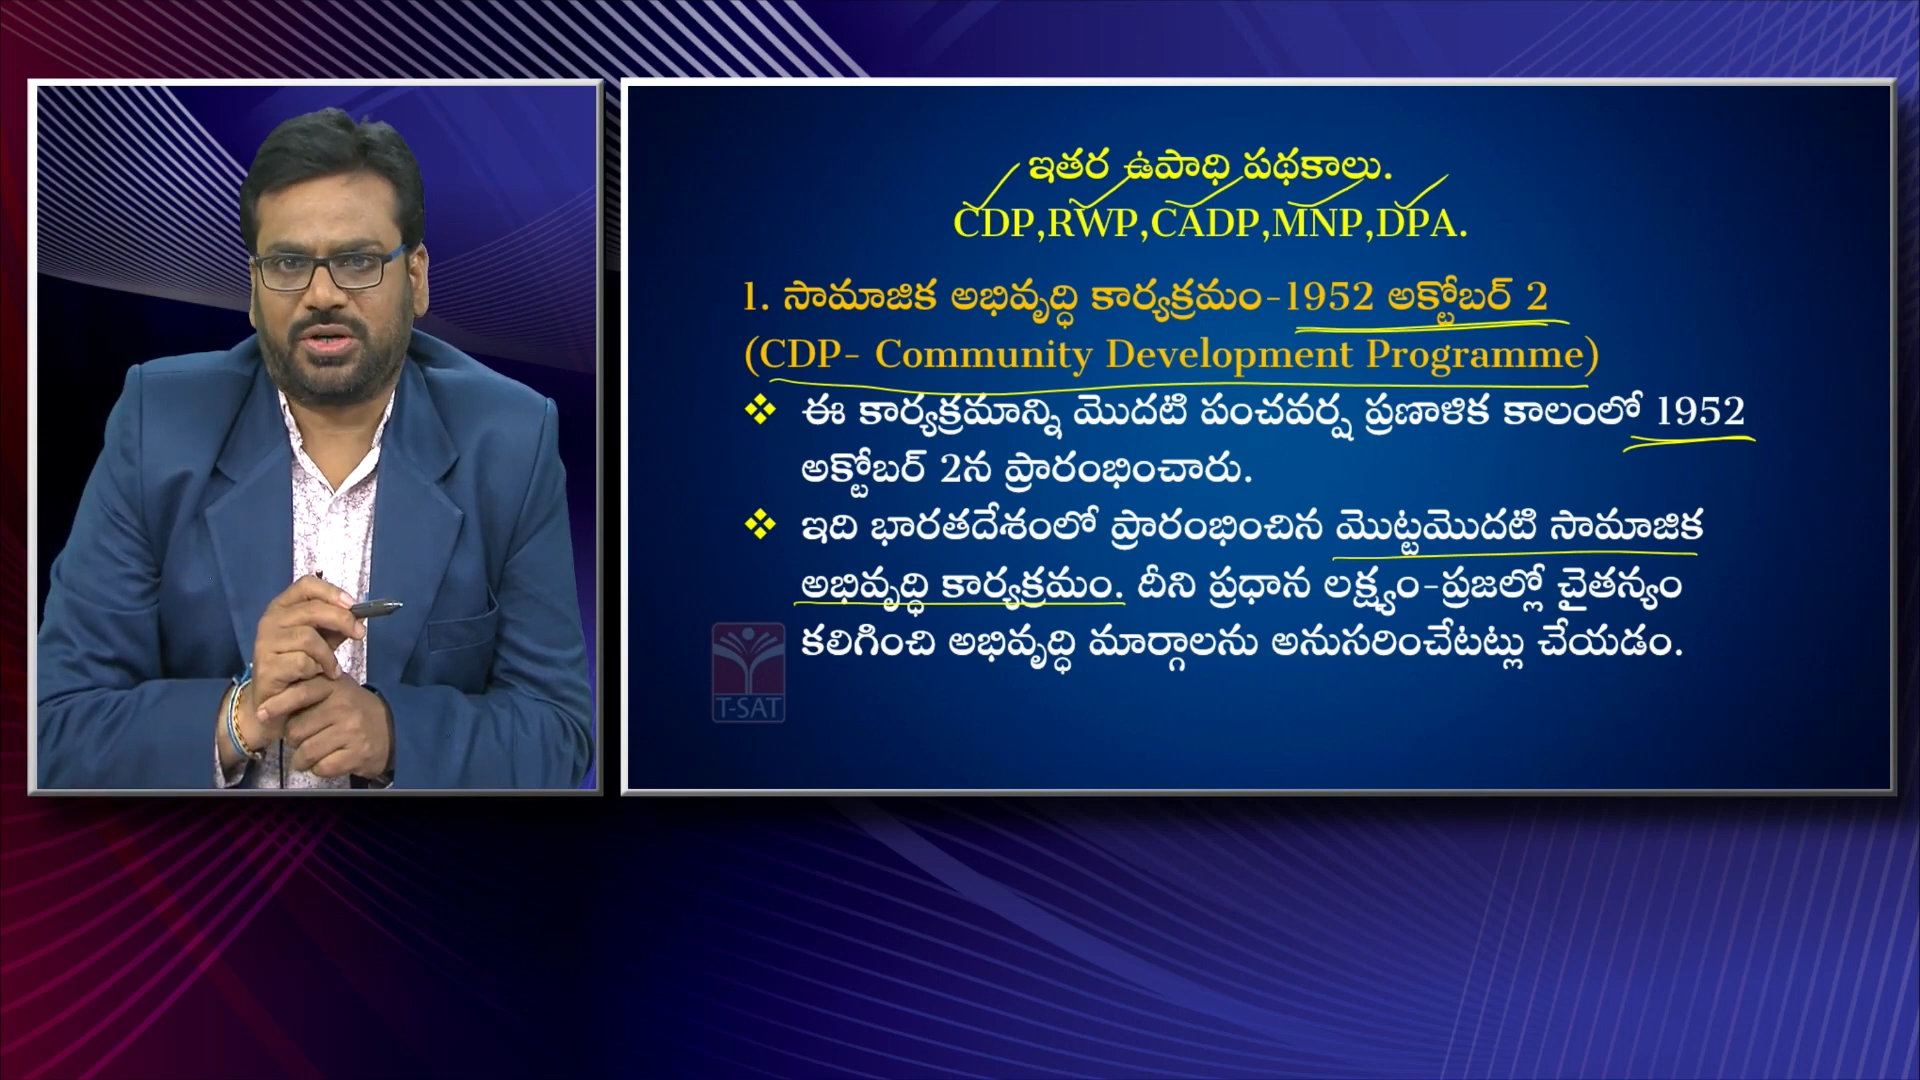 ఇతర ఉపాధి పథకాలు.
CDP,RWP,CADP,MNP,DPA.
1. సామాజిక అభివృద్ధి కార్యక్రమం-1952 అక్టోబర్ 2
(CDP- Community Development Programme)
❖ ఈ కార్యక్రమాన్ని మొదటి పంచవర్ష ప్రణాళిక కాలంలో 1952
అక్టోబర్ 2న ప్రారంభించారు.
❖ ఇది భారతదేశంలో ప్రారంభించిన మొట్టమొదటి సామాజిక
అభివృద్ధి కార్యక్రమం. దీని ప్రధాన లక్ష్యం-ప్రజల్లో చైతన్యం
కలిగించి అభివృద్ధి మార్గాలను అనుసరించేటట్లు చేయడం.
T-SAT